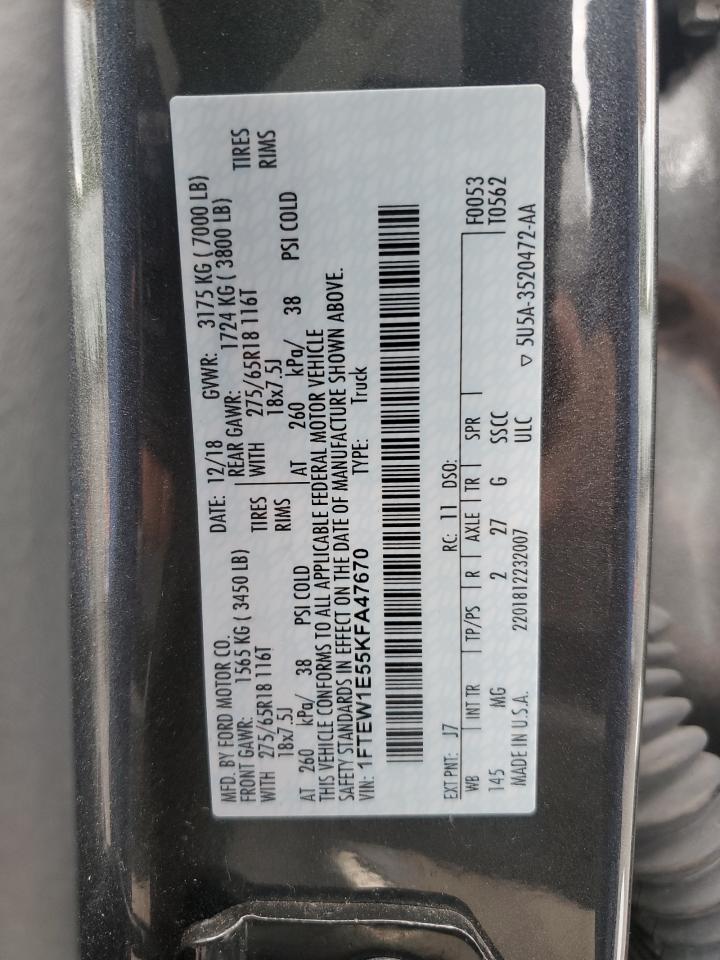 MFD. BY FORD MOTOR CO.
DATE: 12/18 GVWR: 3175 KG ( 7000 LB)
FRONT GAWR: 1565 KG ( 3450 LB) REAR GAWR: 1724 KG ( 3800 LB)
WITH 275/65R18 116T TIRES WITH 275/65R18 116T TIRES
18x7.5J RIMS 18x7.5J RIMS
AT 260 kPa/ 38 PSI COLD AT 260 kPa/ 38 PSI COLD
THIS VEHICLE CONFORMS TO ALL APPLICABLE FEDERAL MOTOR VEHICLE
SAFETY STANDARDS IN EFFECT ON THE DATE OF MANUFACTURE SHOWN ABOVE.
VIN: 1FTEW1E55KFA47670 TYPE: Truck
EXT PNT: J7 RC: 11 DSO: F0053
WB INT TR TP/PS R AXLE TR SPR T0562
145 MG 2 27 G SSCC
MADE IN U.S.A. 2201812232007 ULC ▽ 5U5A-3520472-AA